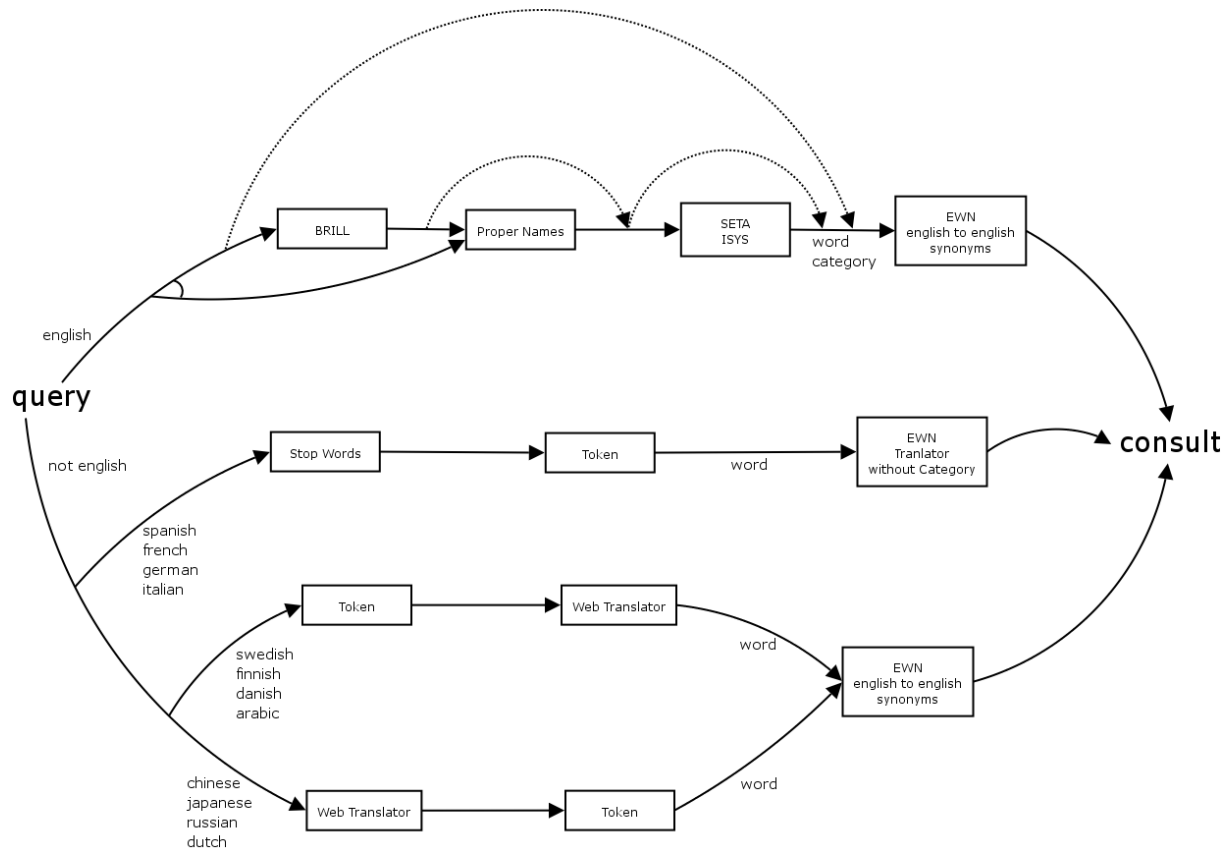 BRILL
Proper Names
SETA
ISYS
word
category
EWN
english to english
synonyms
english
query
not english
Stop Words
Token
word
EWN
Tranlator
without Category
consult
spanish
french
german
italian
Token
Web Translator
word
swedish
finnish
danish
arabic
EWN
english to english
synonyms
chinese
japanese
russian
dutch
Web Translator
Token
word